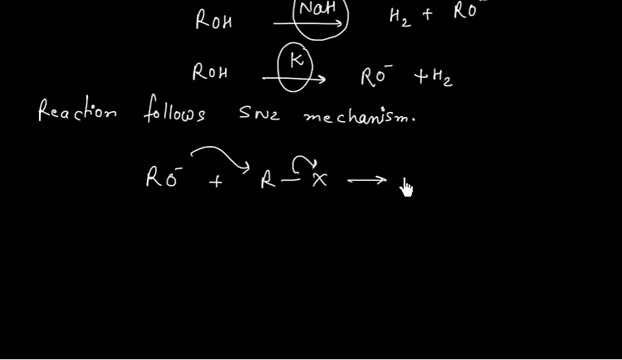 ROH NaH → H₂ + RO⁻
ROH K → RO⁻ + H₂
Reaction follows SN2 mechanism.
RO⁻ + R – X →